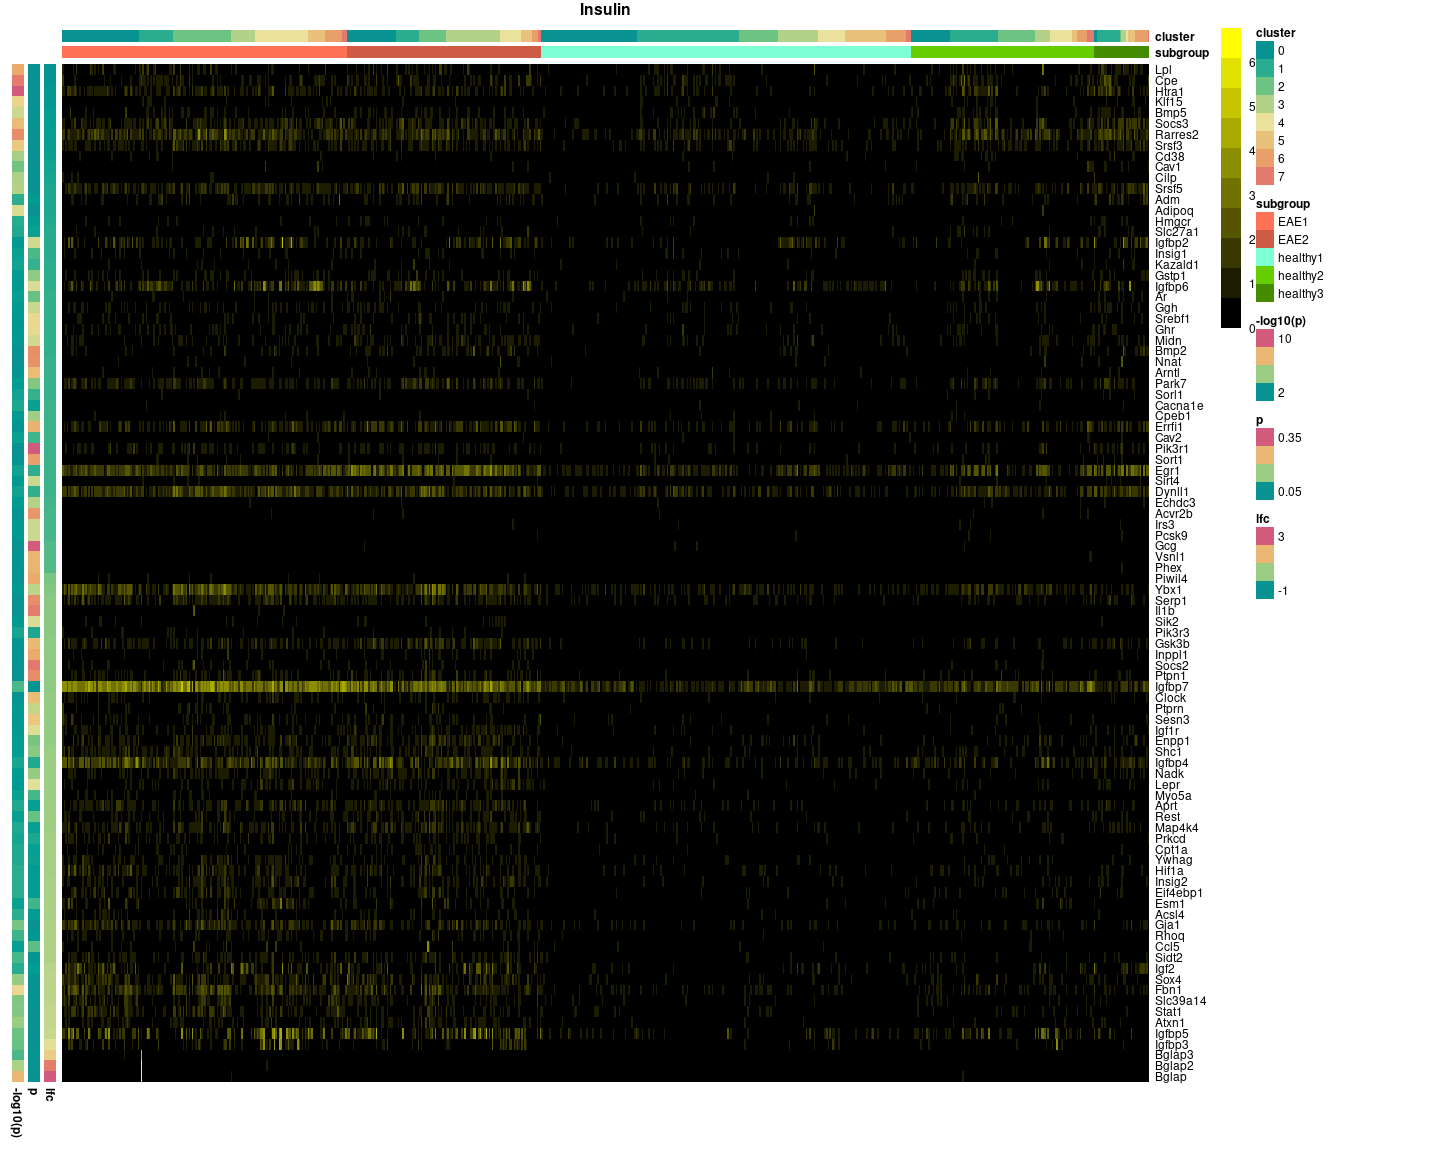 Insulin
cluster
subgroup
Lpl
Cpe
Htra1
Klf15
Bmp5
Socs3
Rarres2
Srsf3
Cd38
Cav1
Cilp
Srsf5
Adm
Adipoq
Hmgcr
Slc27a1
Igfbp2
Insig1
Kazald1
Gstp1
Igfbp6
Ar
Ggh
Srebf1
Ghr
Midn
Bmp2
Nnat
Arntl
Park7
Sorl1
Cacna1e
Cpeb1
Errfi1
Cav2
Pik3r1
Sort1
Egr1
Sirt4
Dynll1
Echdc3
Acvr2b
Irs3
Pcsk9
Gcg
Vsnl1
Phex
Piwil4
Ybx1
Serp1
Il1b
Sik2
Pik3r3
Gsk3b
Inppl1
Socs2
Ptpn1
Igfbp7
Clock
Ptprn
Sesn3
Igf1r
Enpp1
Shc1
Igfbp4
Nadk
Lepr
Myo5a
Aprt
Rest
Map4k4
Prkcd
Cpt1a
Ywhag
Hif1a
Insig2
Eif4ebp1
Esm1
Acsl4
Gja1
Rhoq
Ccl5
Sidt2
Igf2
Sox4
Fbn1
Slc39a14
Stat1
Atxn1
Igfbp5
Igfbp3
Bglap3
Bglap2
Bglap
-log10(p)
p
lfc
6
5
4
3
2
1
0
cluster
0
1
2
3
4
5
6
7
subgroup
EAE1
EAE2
healthy1
healthy2
healthy3
-log10(p)
10
2
p
0.35
0.05
lfc
3
-1